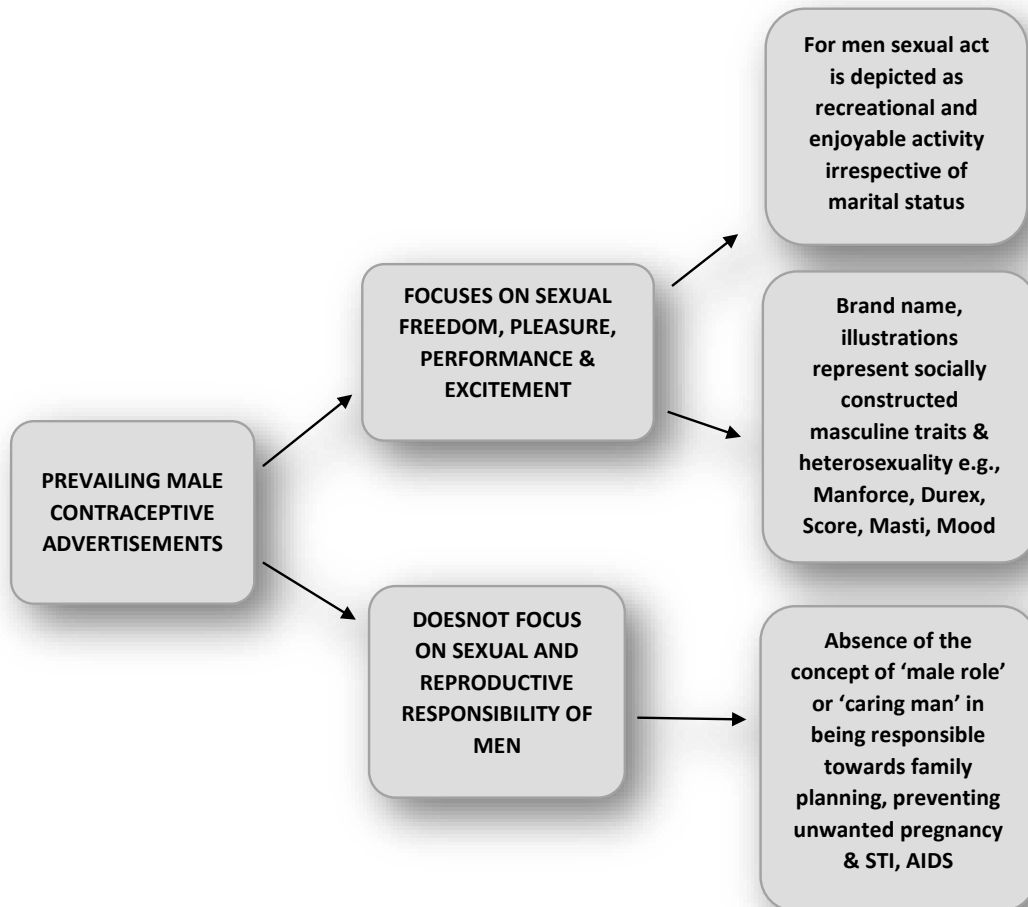 PREVAILING MALE
CONTRACEPTIVE
ADVERTISEMENTS
FOCUSES ON SEXUAL
FREEDOM, PLEASURE,
PERFORMANCE &
EXCITEMENT
For men sexual act
is depicted as
recreational and
enjoyable activity
irrespective of
marital status
Brand name,
illustrations
represent socially
constructed
masculine traits &
heterosexuality e.g.,
Manforce, Durex,
Score, Masti, Mood
DOESNOT FOCUS
ON SEXUAL AND
REPRODUCTIVE
RESPONSIBILITY OF
MEN
Absence of the
concept of ‘male role’
or ‘caring man’ in
being responsible
towards family
planning, preventing
unwanted pregnancy
& STI, AIDS